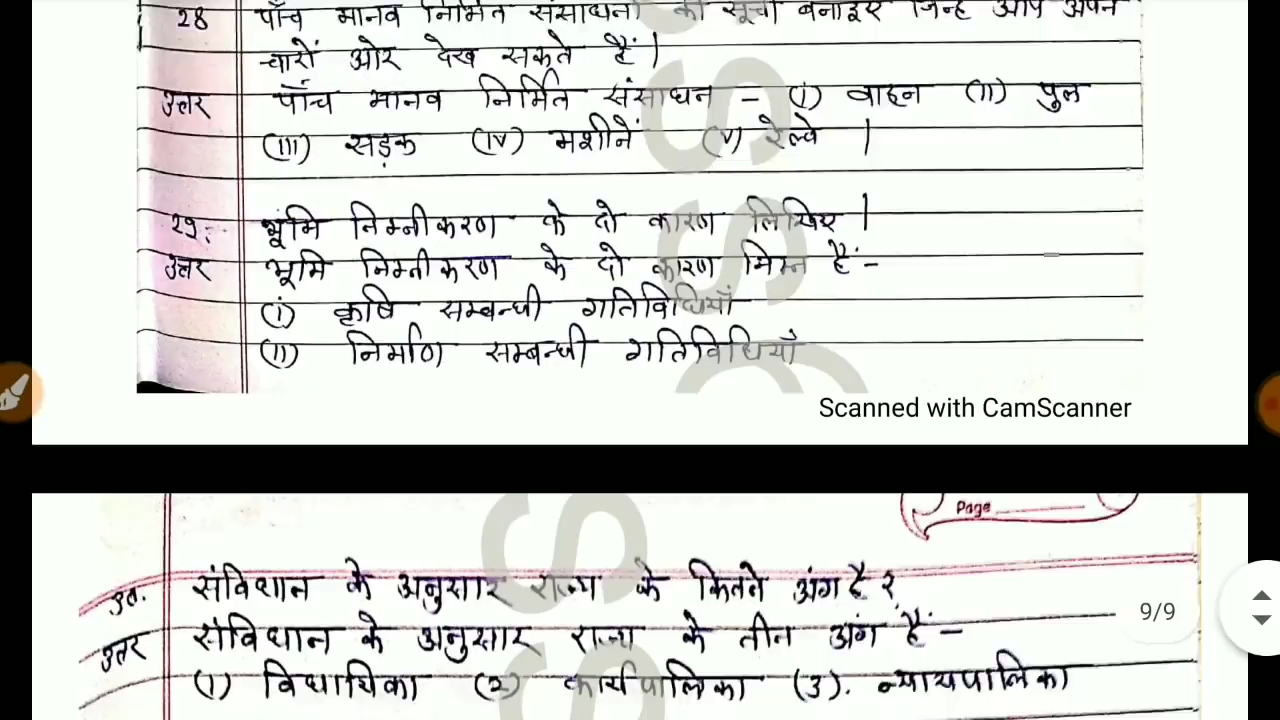 28 पाँच मानव निर्मित संसाधनों की सूची बनाइए जिन्हें आप अपने
चारों ओर देख सकते हैं।
उत्तर पाँच मानव निर्मित संसाधन – (i) वाहन (ii) पुल
(iii) सड़क (iv) मशीनें (v) रेल्वे।
29. भूमि निम्नीकरण के दो कारण लिखिए।
उत्तर भूमि निम्नीकरण के दो कारण निम्न हैं:-
(i) कृषि सम्बन्धी गतिविधियाँ
(ii) निर्माण सम्बन्धी गतिविधियाँ
Scanned with CamScanner
Page
संविधान के अनुसार राज्य के कितने अंग है?
9/9
उत्तर संविधान के अनुसार राज्य के तीन अंग हैं:-
(1) विधायिका (2) कार्यपालिका (3). न्यायपालिका